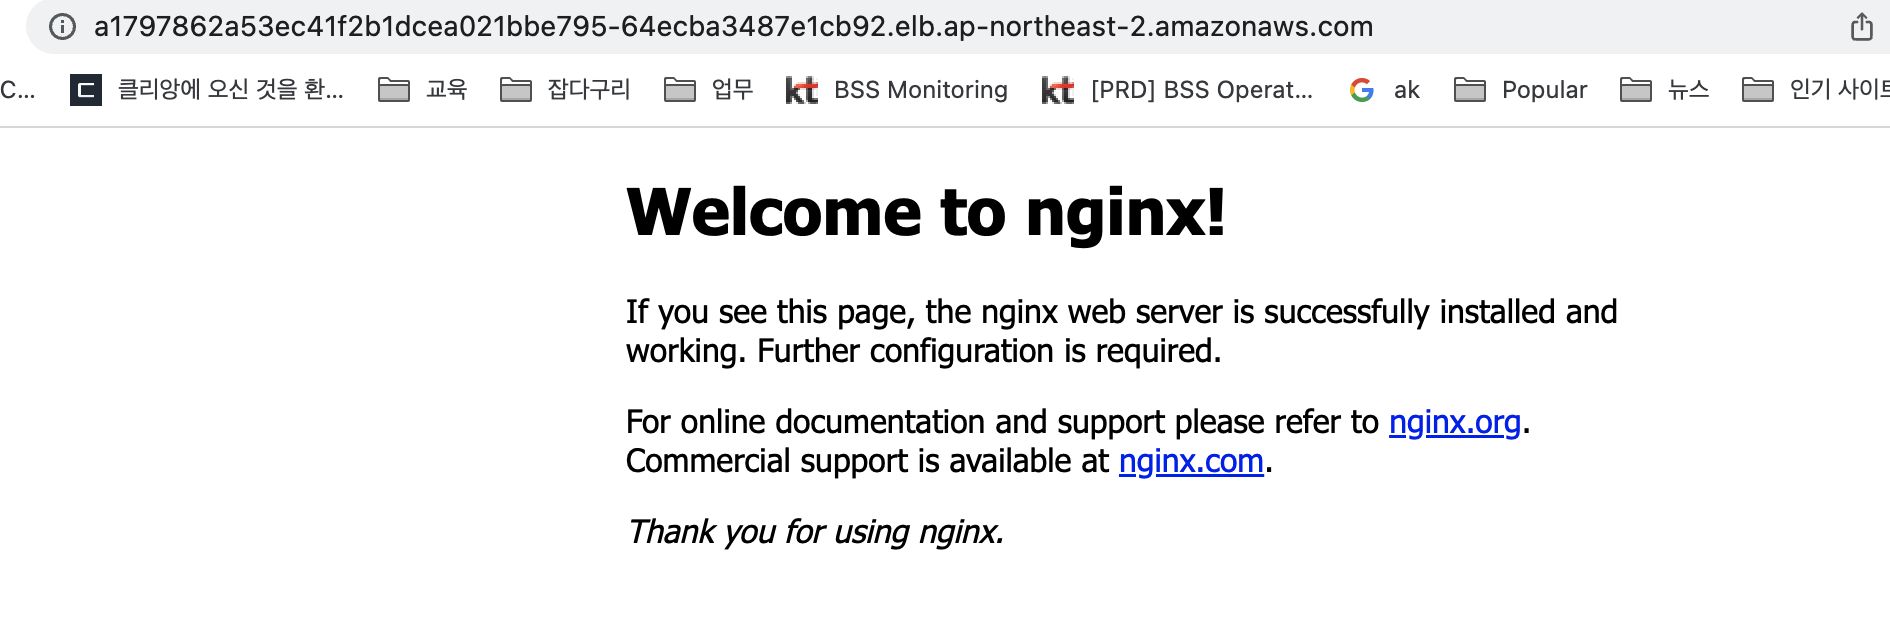 a1797862a53ec41f2b1dcea021bbe795-64ecba3487e1cb92.elb.ap-northeast-2.amazonaws.com
C... 클리앙에 오신 것을 환... 교육 잡다구리 업무 kt BSS Monitoring kt [PRD] BSS Operat... G ak Popular 뉴스 인기 사이트
Welcome to nginx!
If you see this page, the nginx web server is successfully installed and
working. Further configuration is required.
For online documentation and support please refer to nginx.org.
Commercial support is available at nginx.com.
Thank you for using nginx.